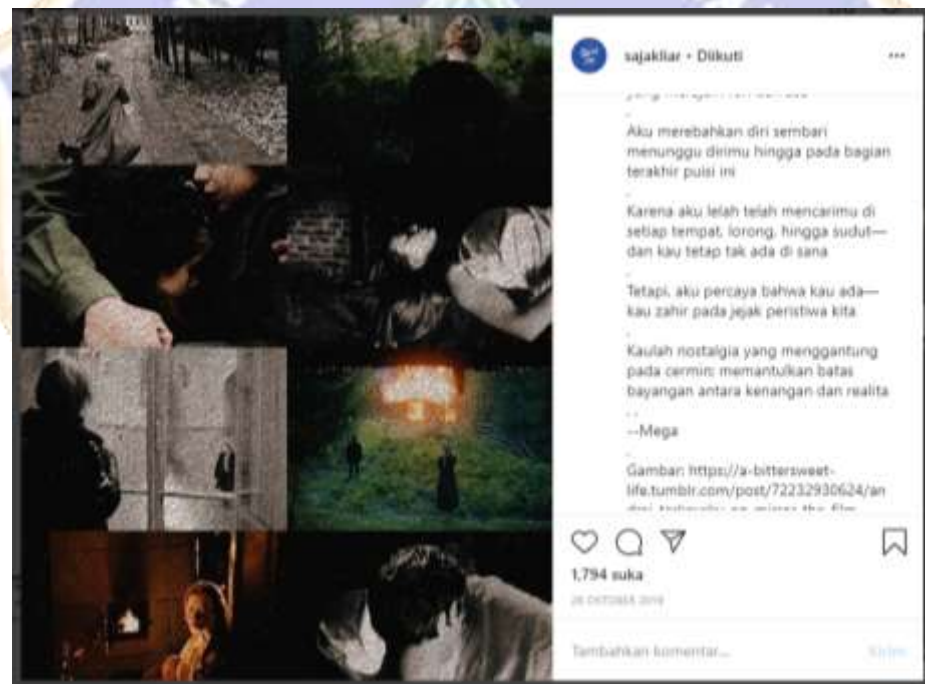 sajakliar • Diikuti
Aku merebahkan diri sembari
menunggu dirimu hingga pada bagian
terakhir puisi ini
.
Karena aku lelah telah mencarimu di
setiap tempat, lorong, hingga sudut—
dan kau tetap tak ada di sana
.
Tetapi, aku percaya bahwa kau ada—
kau zahir pada jejak peristiwa kita
.
Kaulah nostalgia yang menggantung
pada cermin: memantulkan batas
bayangan antara kenangan dan realita
. .
--Mega
.
Gambar: https://a-bittersweet-
life.tumblr.com/post/72232930624/an
1.794 suka
OKTOBER
Tambahkan komentar...
Kirim